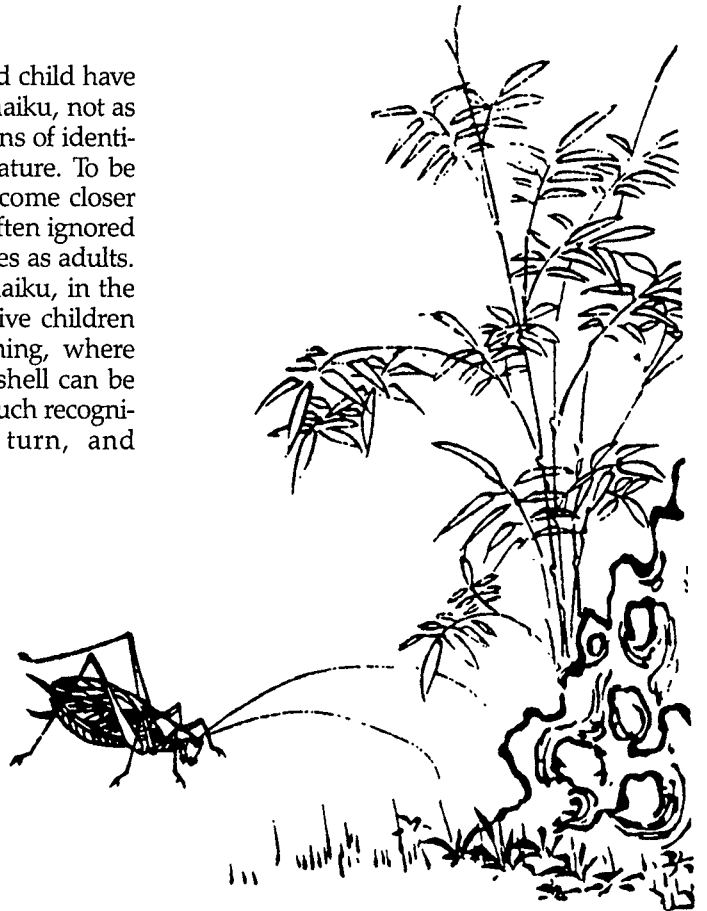 d child have
aiku, not as
ns of identi-
ature. To be
come closer
ften ignored
es as adults.
aiku, in the
ive children
ning, where
shell can be
uch recogni-
turn, and